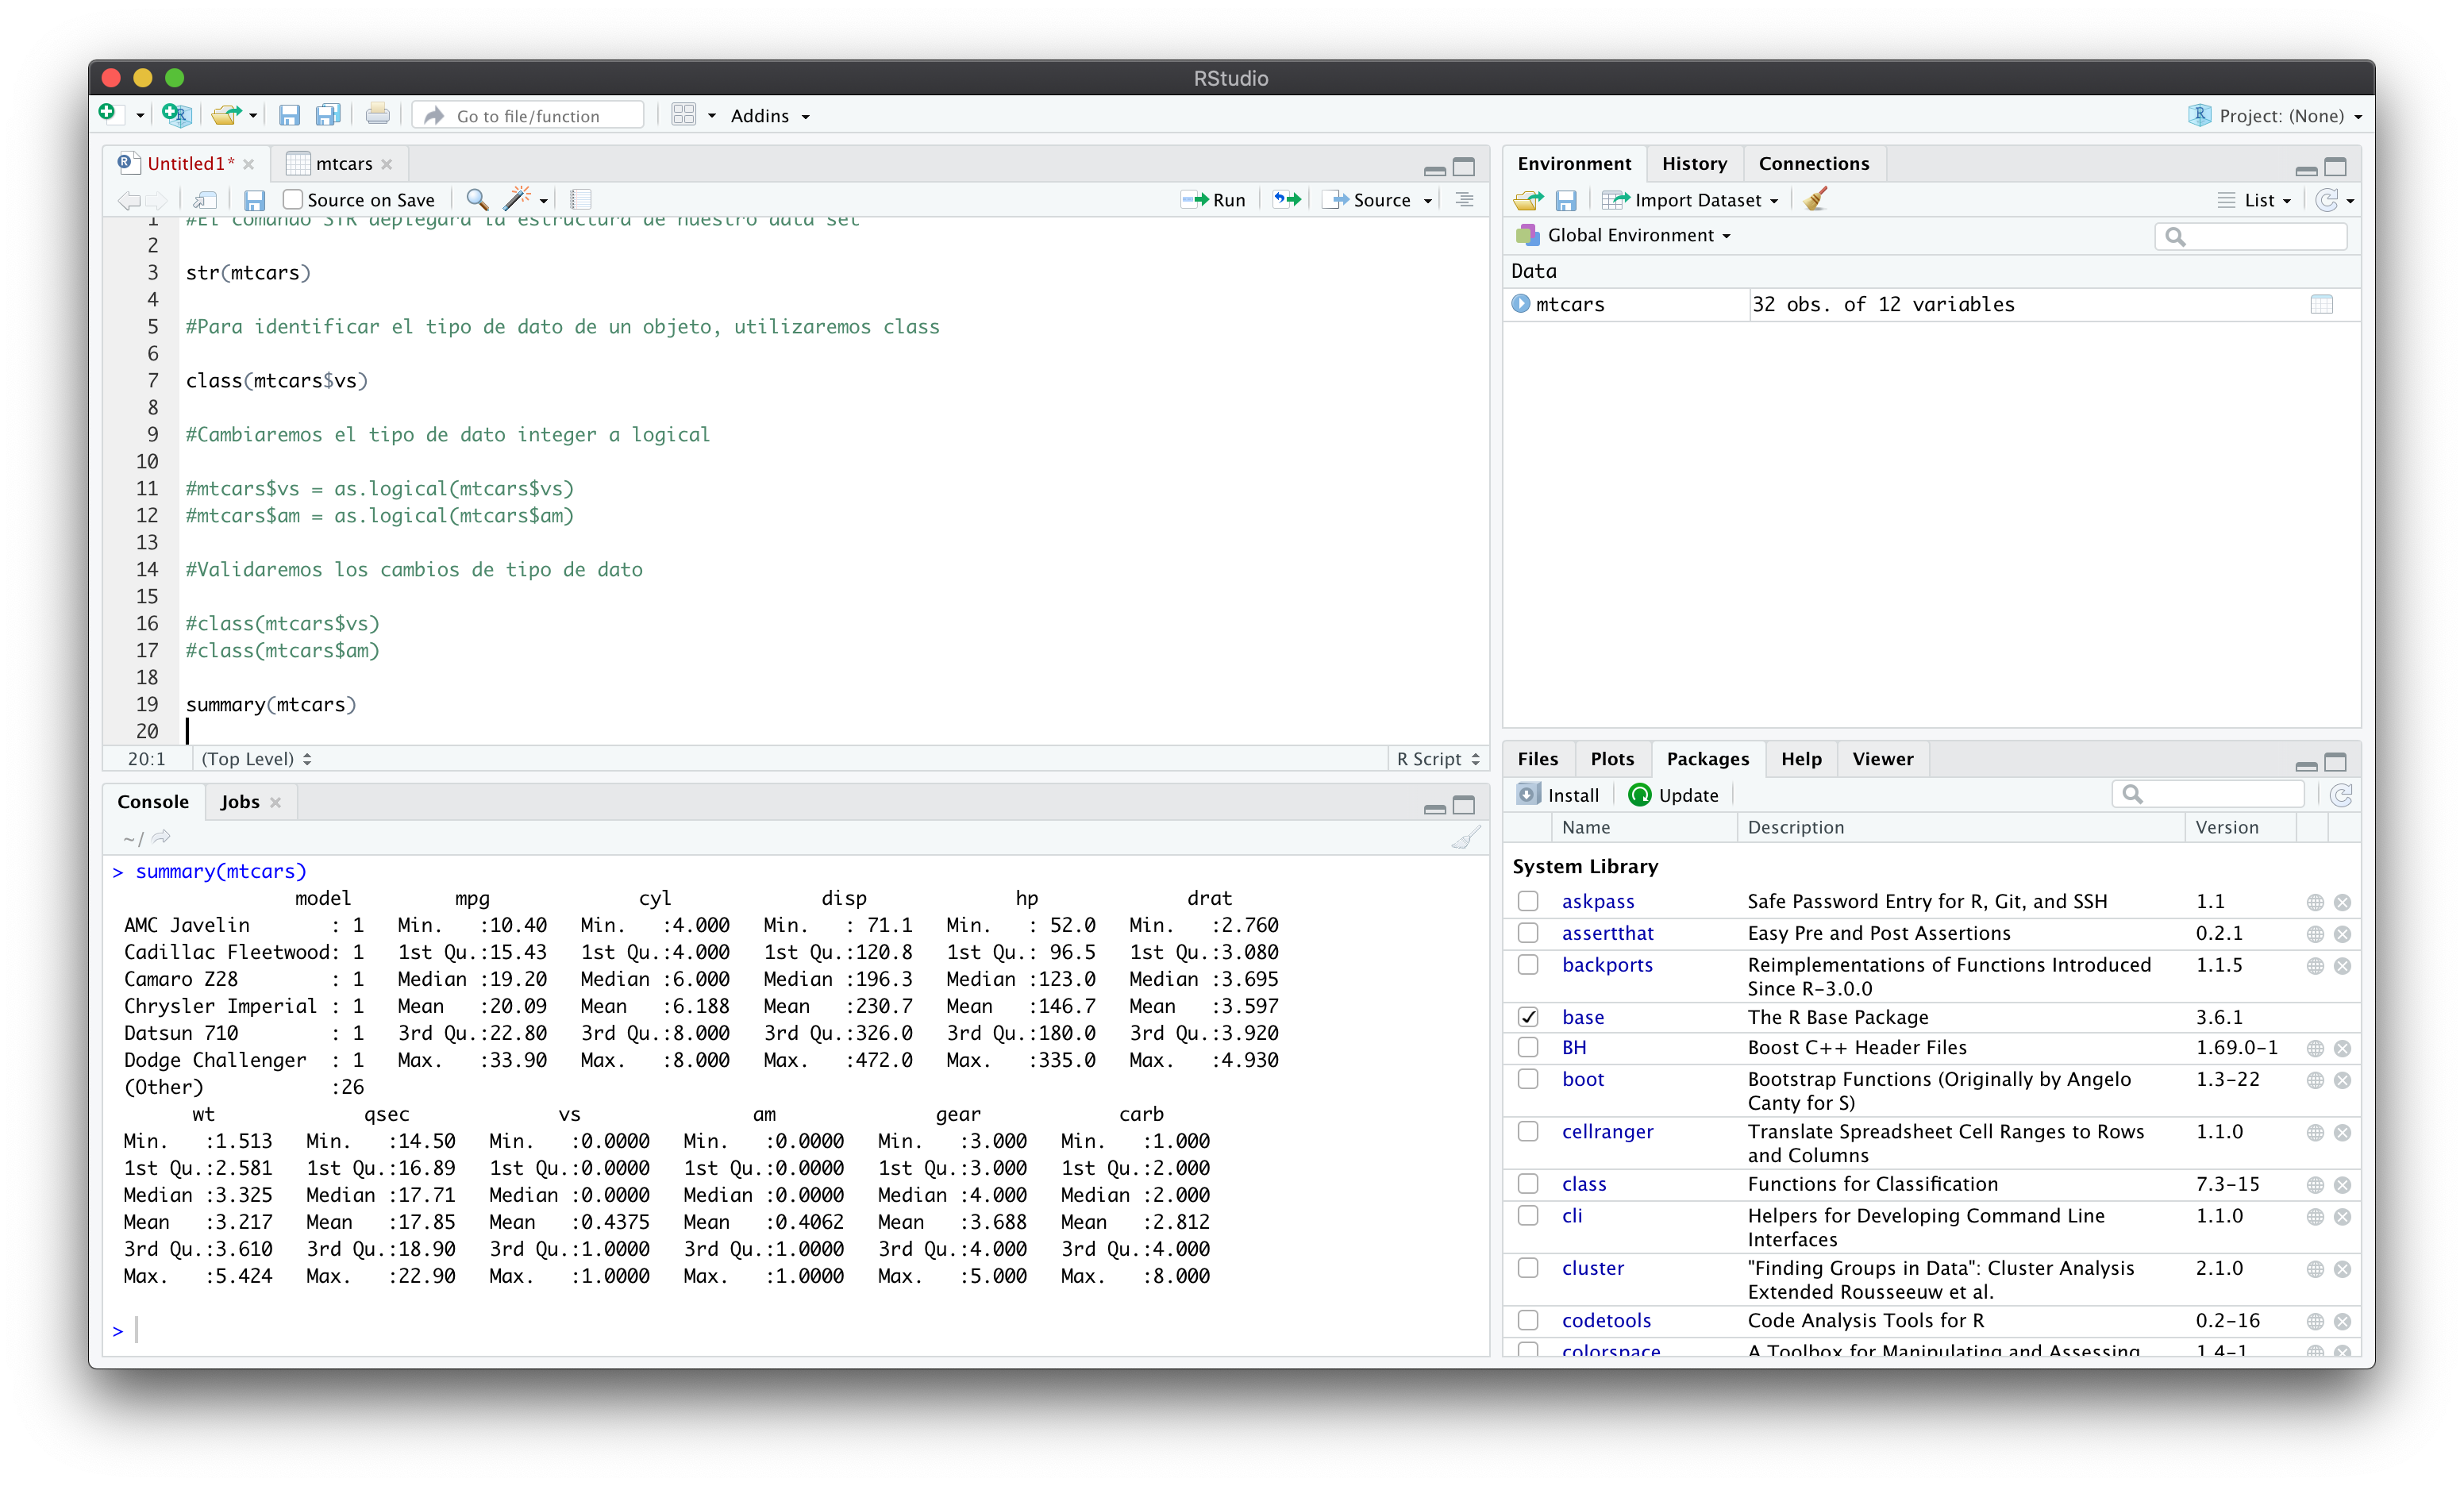 RStudio
Go to file/function
Addins
Project: (None)
Untitled1*
mtcars
Source on Save
Run
Source
1 #El comando STR deplegara la estructura de nuestro data set
2
3 str(mtcars)
4
5 #Para identificar el tipo de dato de un objeto, utilizaremos class
6
7 class(mtcars$vs)
8
9 #Cambiaremos el tipo de dato integer a logical
10
11 #mtcars$vs = as.logical(mtcars$vs)
12 #mtcars$am = as.logical(mtcars$am)
13
14 #Validaremos los cambios de tipo de dato
15
16 #class(mtcars$vs)
17 #class(mtcars$am)
18
19 summary(mtcars)
20
20:1 (Top Level) R Script
Console Jobs
~/
> summary(mtcars)
model mpg cyl disp hp drat
AMC Javelin : 1 Min. :10.40 Min. :4.000 Min. : 71.1 Min. : 52.0 Min. :2.760
Cadillac Fleetwood: 1 1st Qu.:15.43 1st Qu.:4.000 1st Qu.:120.8 1st Qu.: 96.5 1st Qu.:3.080
Camaro Z28 : 1 Median :19.20 Median :6.000 Median :196.3 Median :123.0 Median :3.695
Chrysler Imperial : 1 Mean :20.09 Mean :6.188 Mean :230.7 Mean :146.7 Mean :3.597
Datsun 710 : 1 3rd Qu.:22.80 3rd Qu.:8.000 3rd Qu.:326.0 3rd Qu.:180.0 3rd Qu.:3.920
Dodge Challenger : 1 Max. :33.90 Max. :8.000 Max. :472.0 Max. :335.0 Max. :4.930
(Other) :26
wt qsec vs am gear carb
Min. :1.513 Min. :14.50 Min. :0.0000 Min. :0.0000 Min. :3.000 Min. :1.000
1st Qu.:2.581 1st Qu.:16.89 1st Qu.:0.0000 1st Qu.:0.0000 1st Qu.:3.000 1st Qu.:2.000
Median :3.325 Median :17.71 Median :0.0000 Median :0.0000 Median :4.000 Median :2.000
Mean :3.217 Mean :17.85 Mean :0.4375 Mean :0.4062 Mean :3.688 Mean :2.812
3rd Qu.:3.610 3rd Qu.:18.90 3rd Qu.:1.0000 3rd Qu.:1.0000 3rd Qu.:4.000 3rd Qu.:4.000
Max. :5.424 Max. :22.90 Max. :1.0000 Max. :1.0000 Max. :5.000 Max. :8.000
>
Environment History Connections
Import Dataset List
Global Environment
Data
mtcars 32 obs. of 12 variables
Files Plots Packages Help Viewer
Install Update
Name Description Version
System Library
askpass Safe Password Entry for R, Git, and SSH 1.1
assertthat Easy Pre and Post Assertions 0.2.1
backports Reimplementations of Functions Introduced 1.1.5
Since R-3.0.0
base The R Base Package 3.6.1
BH Boost C++ Header Files 1.69.0-1
boot Bootstrap Functions (Originally by Angelo 1.3-22
Canty for S)
cellranger Translate Spreadsheet Cell Ranges to Rows 1.1.0
and Columns
class Functions for Classification 7.3-15
cli Helpers for Developing Command Line 1.1.0
Interfaces
cluster "Finding Groups in Data": Cluster Analysis 2.1.0
Extended Rousseeuw et al.
codetools Code Analysis Tools for R 0.2-16
colorspace A Toolbox for Manipulating and Assessing 1.4-1